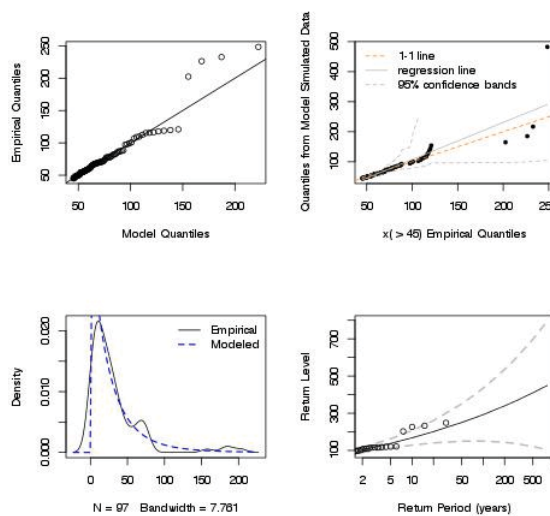 Empirical Quantiles
250
200
150
100
50
50 100 150 200
Model Quantiles
Quantiles from Model Simulated Data
500
400
300
200
100
1-1 line
regression line
95% confidence bands
50 100 150 200 250
x( > 45) Empirical Quantiles
Density
0.020
0.010
0.000
Empirical
Modeled
0 50 100 150 200
N = 97 Bandwidth = 7.761
Return Level
700
500
300
100
2 5 10 20 50 100 200 500
Return Period (years)